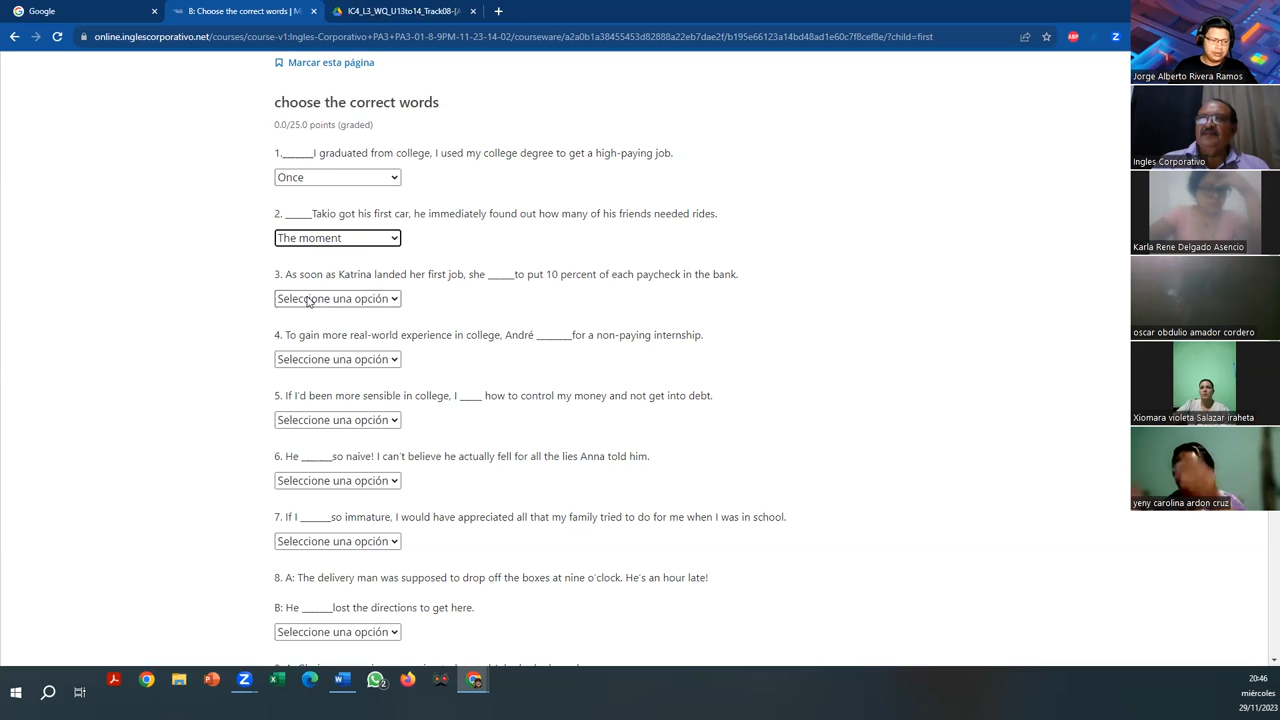 Google
B: Choose the correct words | M
IC4_L3_WQ_U13to14_Track08-[A
online.inglescorporativo.net/courses/course-v1:Ingles-Corporativo+PA3+PA3-01-8-9PM-11-23-14-02/courseware/a2a0b1a38455453d82888a22eb7dae2f/b195e66123a14bd48ad1e60c7f8cef8e/?child=first
Marcar esta página
choose the correct words
0.0/25.0 points (graded)
1.______I graduated from college, I used my college degree to get a high-paying job.
Once
2. _____Takio got his first car, he immediately found out how many of his friends needed rides.
The moment
3. As soon as Katrina landed her first job, she _____to put 10 percent of each paycheck in the bank.
Seleccione una opción
4. To gain more real-world experience in college, André _______for a non-paying internship.
Seleccione una opción
5. If I'd been more sensible in college, I ____ how to control my money and not get into debt.
Seleccione una opción
6. He ______so naive! I can't believe he actually fell for all the lies Anna told him.
Seleccione una opción
7. If I ______so immature, I would have appreciated all that my family tried to do for me when I was in school.
Seleccione una opción
8. A: The delivery man was supposed to drop off the boxes at nine o'clock. He's an hour late!
B: He ______lost the directions to get here.
Seleccione una opción
Jorge Alberto Rivera Ramos
Ingles Corporativo
Karla Rene Delgado Asencio
oscar obdulio amador cordero
Xiomara violeta Salazar iraheta
yeny carolina ardon cruz
20:46
miércoles
29/11/2023